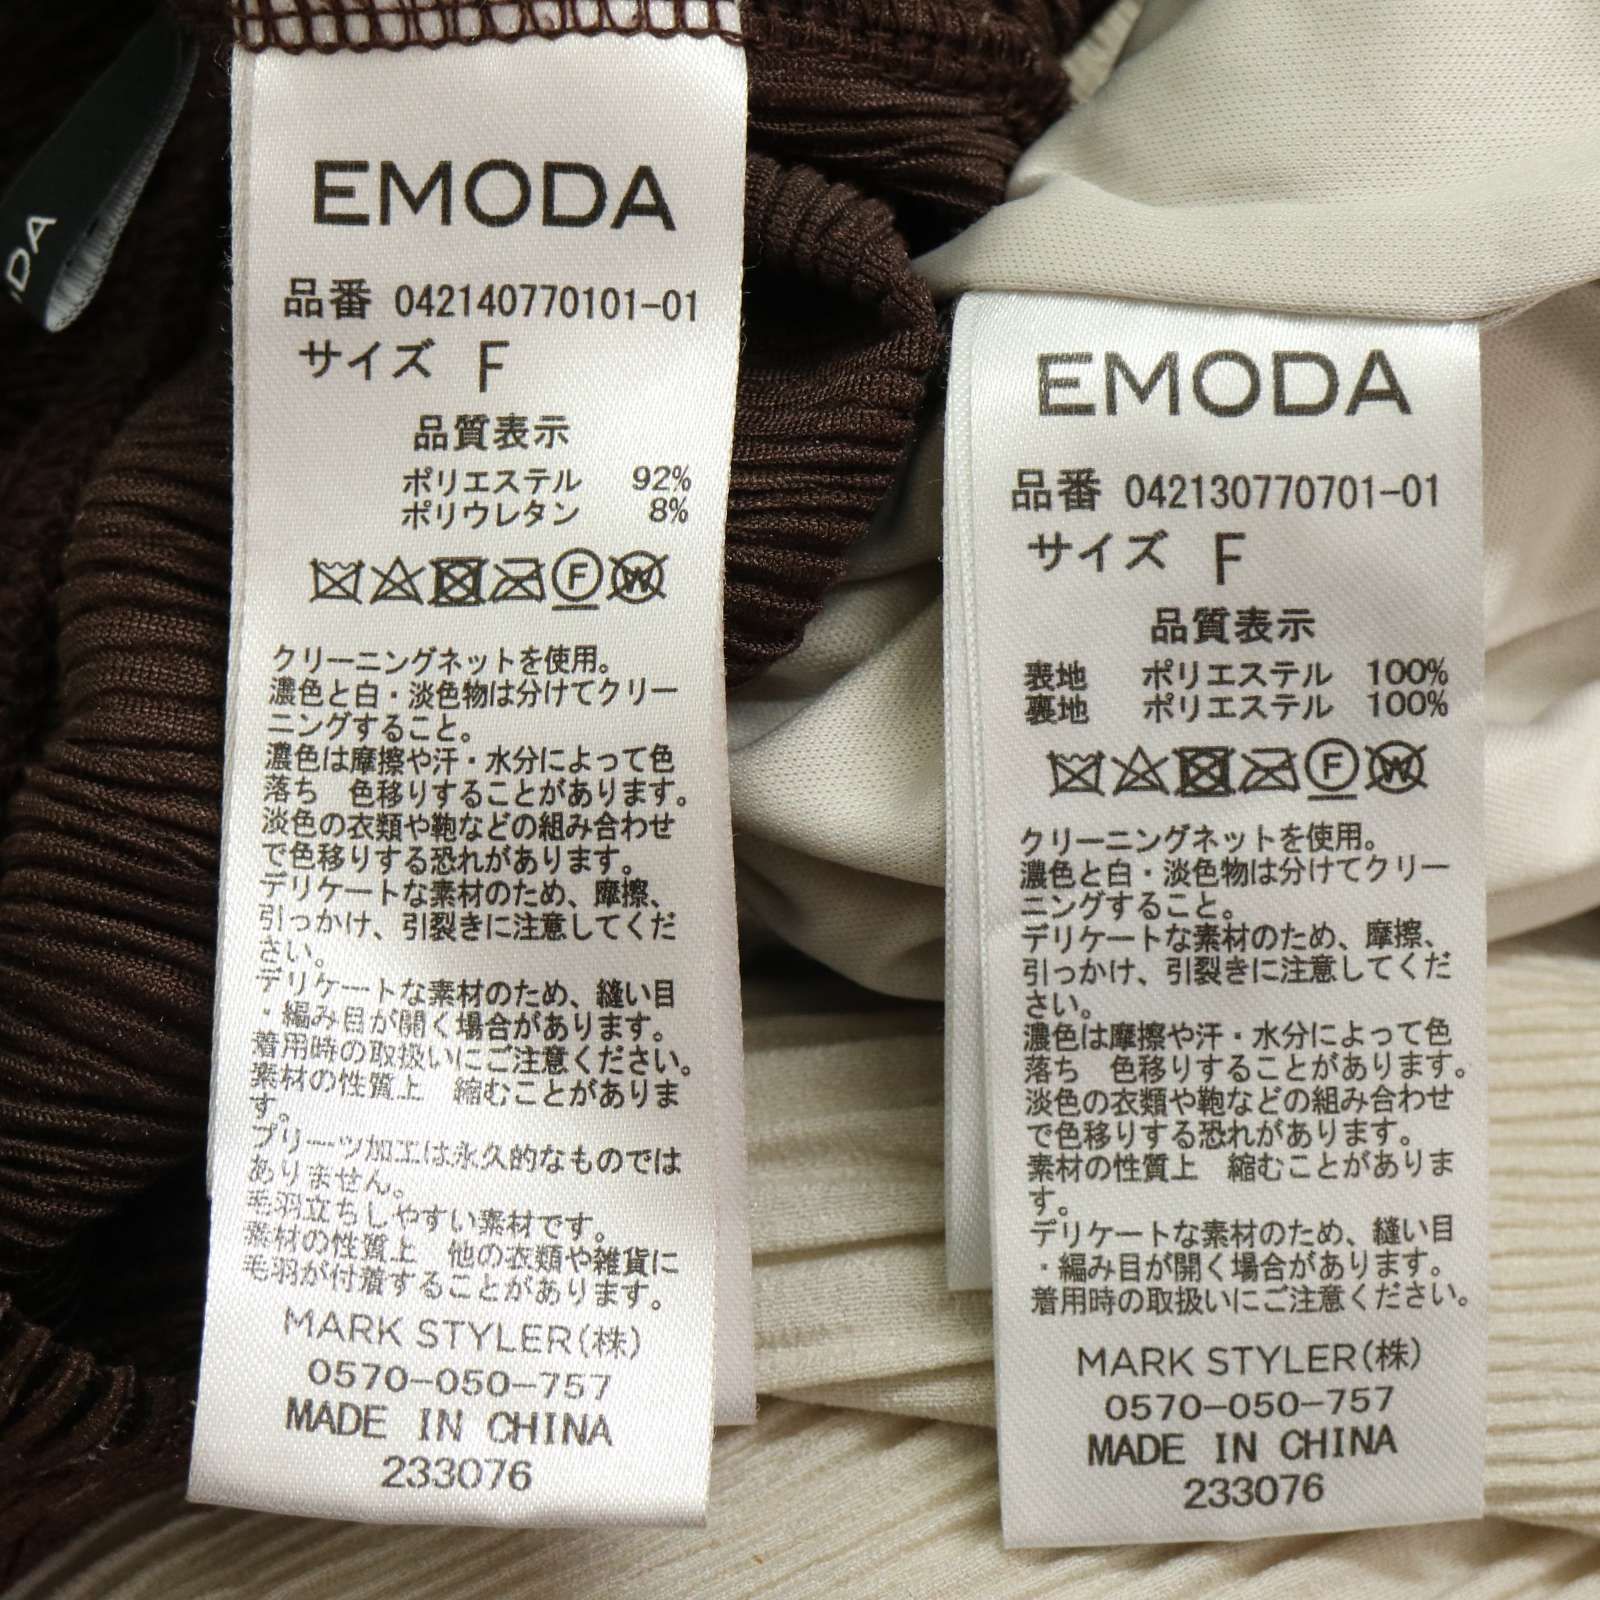 DA
EMODA
品番 042140770101-01
サイズ F
品質表示
ポリエステル 92%
ポリウレタン 8%
F
W
クリーニングネットを使用。
濃色と白・淡色物は分けてクリー
ニングすること。
濃色は摩擦や汗・水分によって色
落ち 色移りすることがあります。
淡色の衣類や鞄などの組み合わせ
で色移りする恐れがあります。
デリケートな素材のため、摩擦、
引っかけ、引裂きに注意してくだ
さい。
デリケートな素材のため、縫い目
・編み目が開く場合があります。
着用時の取扱いにご注意ください。
素材の性質上 縮むことがありま
す。
プリーツ加工は永久的なものでは
ありません。
毛羽立ちしやすい素材です。
素材の性質上 他の衣類や雑貨に
毛羽が付着することがあります。
MARK STYLER(株)
0570-050-757
MADE IN CHINA
233076
EMODA
品番 042130770701-01
サイズ F
品質表示
表地 ポリエステル 100%
裏地 ポリエステル 100%
F
W
クリーニングネットを使用。
濃色と白・淡色物は分けてクリー
ニングすること。
デリケートな素材のため、摩擦、
引っかけ、引裂きに注意してくだ
さい。
濃色は摩擦や汗・水分によって色
落ち 色移りすることがあります。
淡色の衣類や鞄などの組み合わせ
で色移りする恐れがあります。
素材の性質上 縮むことがありま
す。
デリケートな素材のため、縫い目
・編み目が開く場合があります。
着用時の取扱いにご注意ください。
MARK STYLER(株)
0570-050-757
MADE IN CHINA
233076